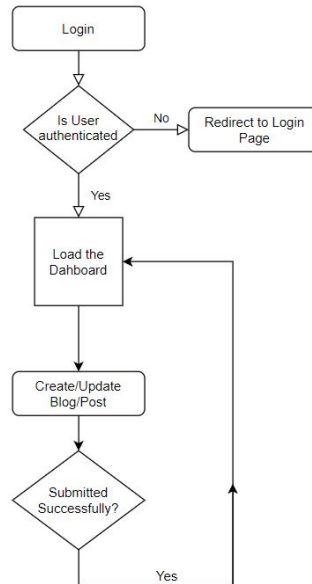 Login
Is User
authenticated
No
Redirect to Login
Page
Yes
Load the
Dahboard
Create/Update
Blog/Post
Submitted
Successfully?
Yes